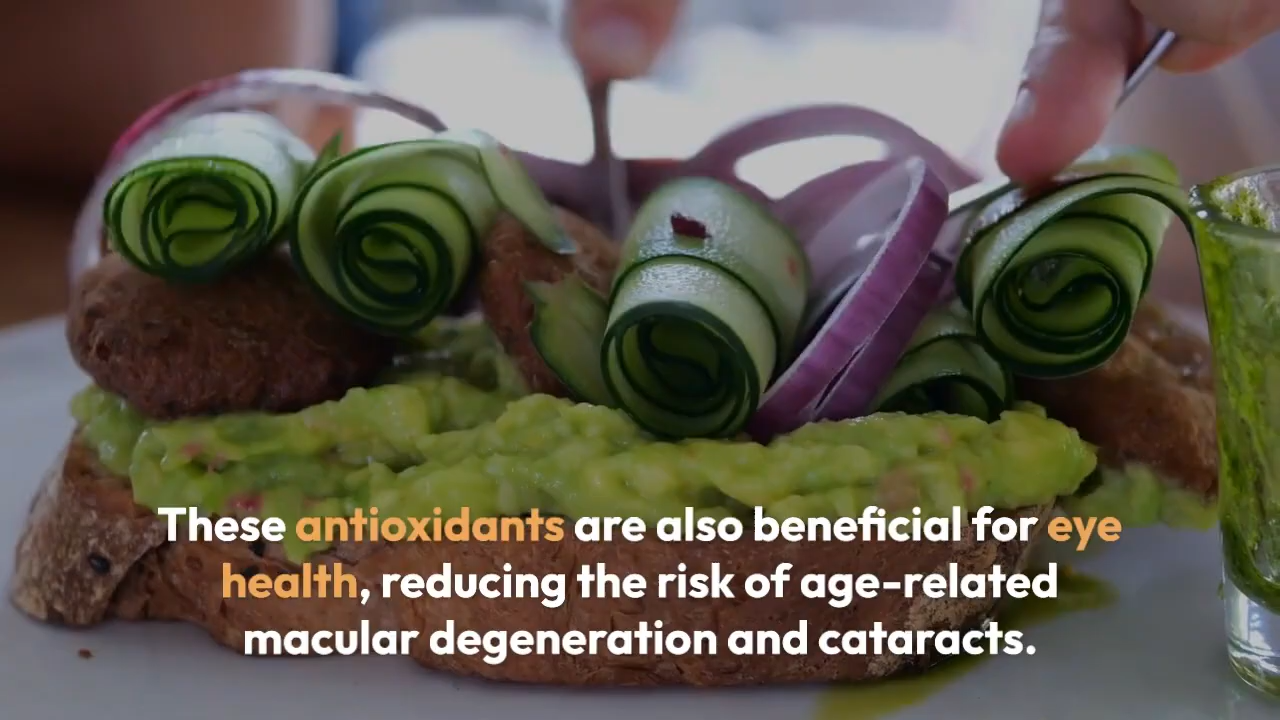 These antioxidants are also beneficial for eye
health, reducing the risk of age-related
macular degeneration and cataracts.